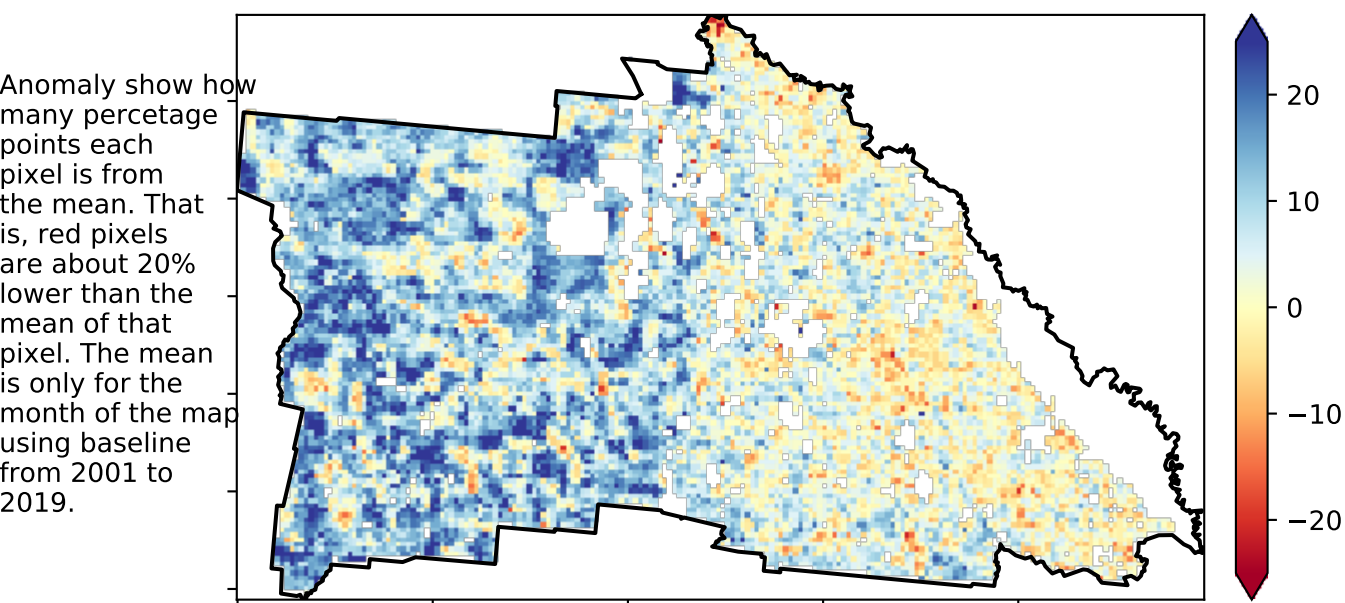 Anomaly show how
many percetage
points each
pixel is from
the mean. That
is, red pixels
are about 20%
lower than the
mean of that
pixel. The mean
is only for the
month of the map
using baseline
from 2001 to
2019.
20
10
0
−10
−20